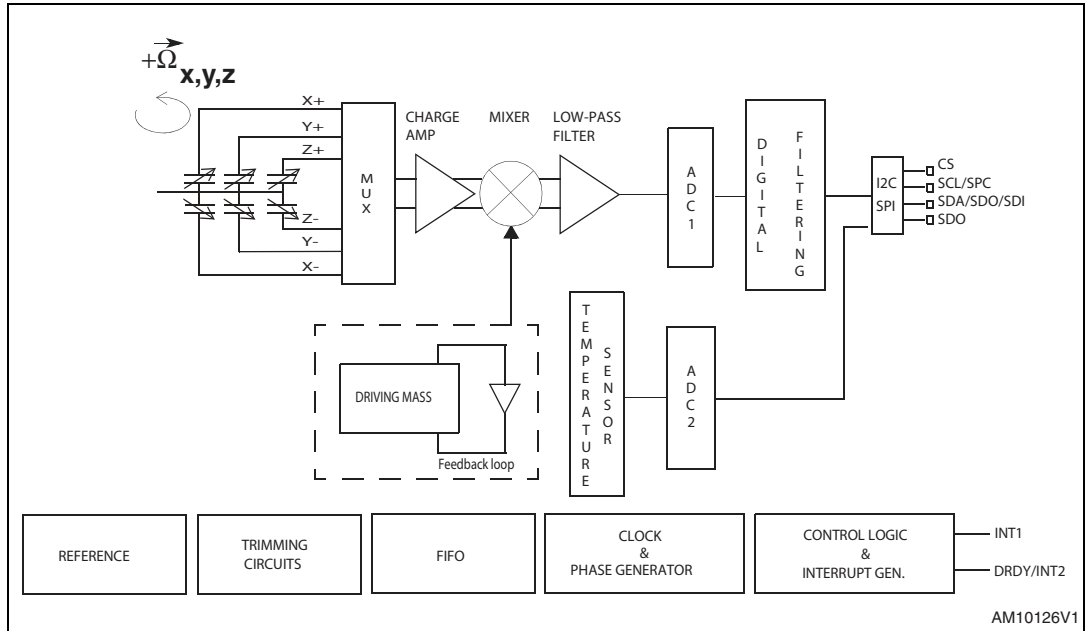 +Ω x,y,z
X+
Y+
Z+
Z-
Y-
X-
MUX
CHARGE
AMP
MIXER
LOW-PASS
FILTER
ADC1
DIGITAL
FILTERING
I2C
SPI
CS
SCL/SPC
SDA/SDO/SDI
SDO
DRIVING MASS
Feedback loop
TEMPERATURE
SENSOR
ADC2
REFERENCE
TRIMMING
CIRCUITS
FIFO
CLOCK
&
PHASE GENERATOR
CONTROL LOGIC
&
INTERRUPT GEN.
INT1
DRDY/INT2
AM10126V1